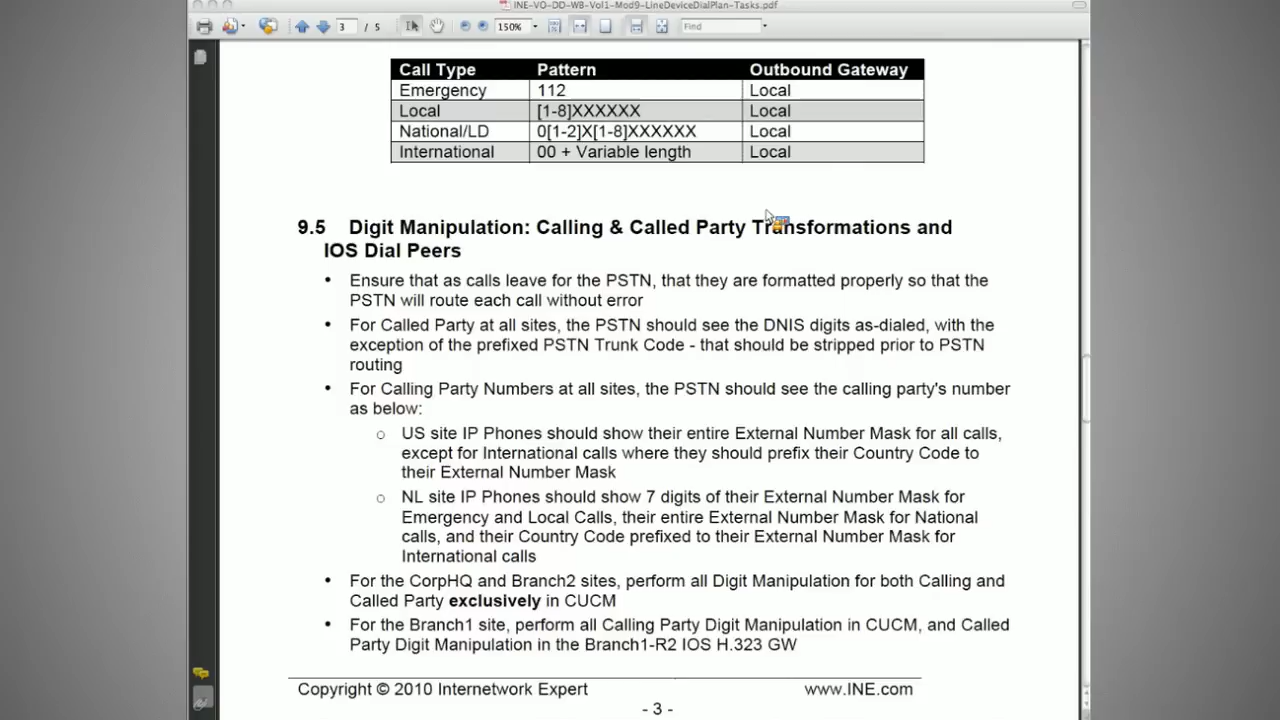 INE-VO-DD-WB-Vol1-Mod9-LineDeviceDialPlan-Tasks.pdf
3 / 5 150% Find
Call Type Pattern Outbound Gateway
Emergency 112 Local
Local [1-8]XXXXXX Local
National/LD 0[1-2]X[1-8]XXXXXX Local
International 00 + Variable length Local
9.5 Digit Manipulation: Calling & Called Party Transformations and
IOS Dial Peers
• Ensure that as calls leave for the PSTN, that they are formatted properly so that the
PSTN will route each call without error
• For Called Party at all sites, the PSTN should see the DNIS digits as-dialed, with the
exception of the prefixed PSTN Trunk Code - that should be stripped prior to PSTN
routing
• For Calling Party Numbers at all sites, the PSTN should see the calling party's number
as below:
o US site IP Phones should show their entire External Number Mask for all calls,
except for International calls where they should prefix their Country Code to
their External Number Mask
o NL site IP Phones should show 7 digits of their External Number Mask for
Emergency and Local Calls, their entire External Number Mask for National
calls, and their Country Code prefixed to their External Number Mask for
International calls
• For the CorpHQ and Branch2 sites, perform all Digit Manipulation for both Calling and
Called Party exclusively in CUCM
• For the Branch1 site, perform all Calling Party Digit Manipulation in CUCM, and Called
Party Digit Manipulation in the Branch1-R2 IOS H.323 GW
Copyright © 2010 Internetwork Expert www.INE.com
- 3 -